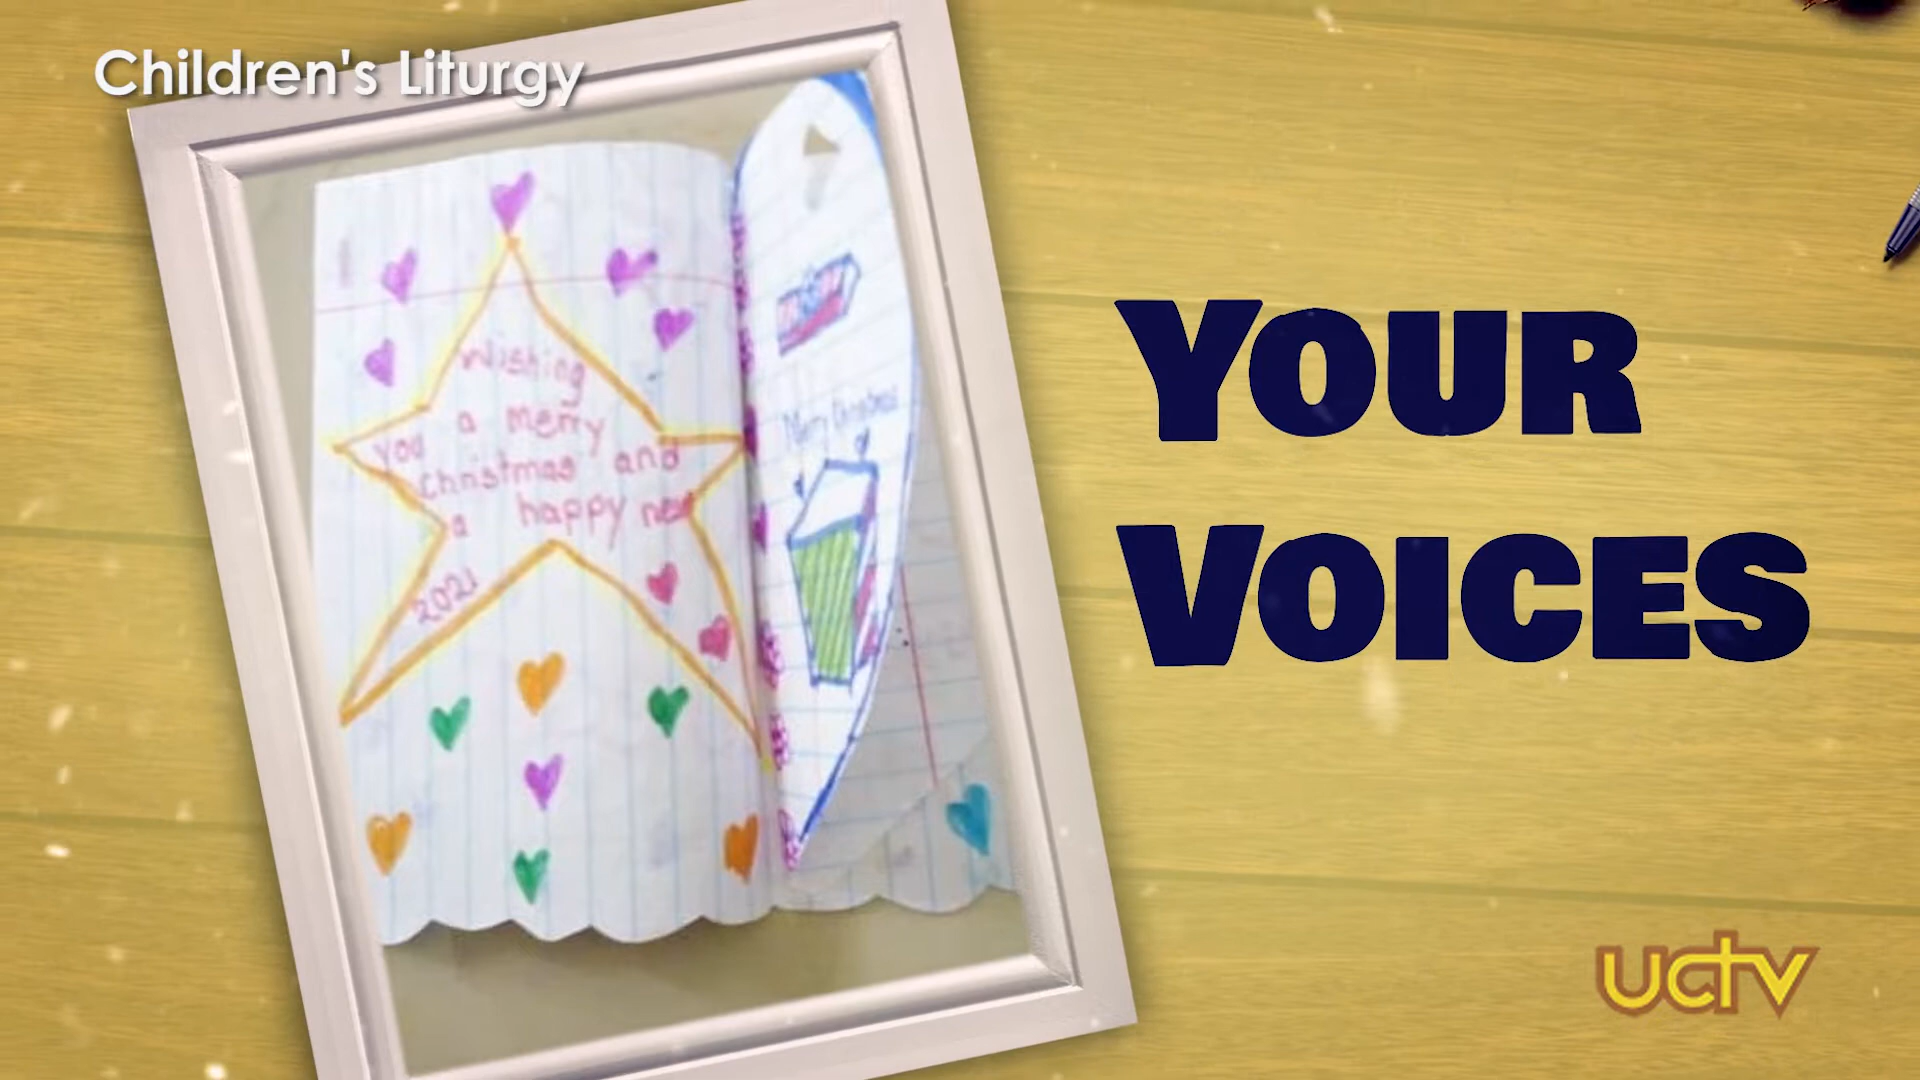 Children's Liturgy
Wishing
you a merry
christmas and
a happy new
2021
Merry Christmas
YOUR
VOICES
uctv